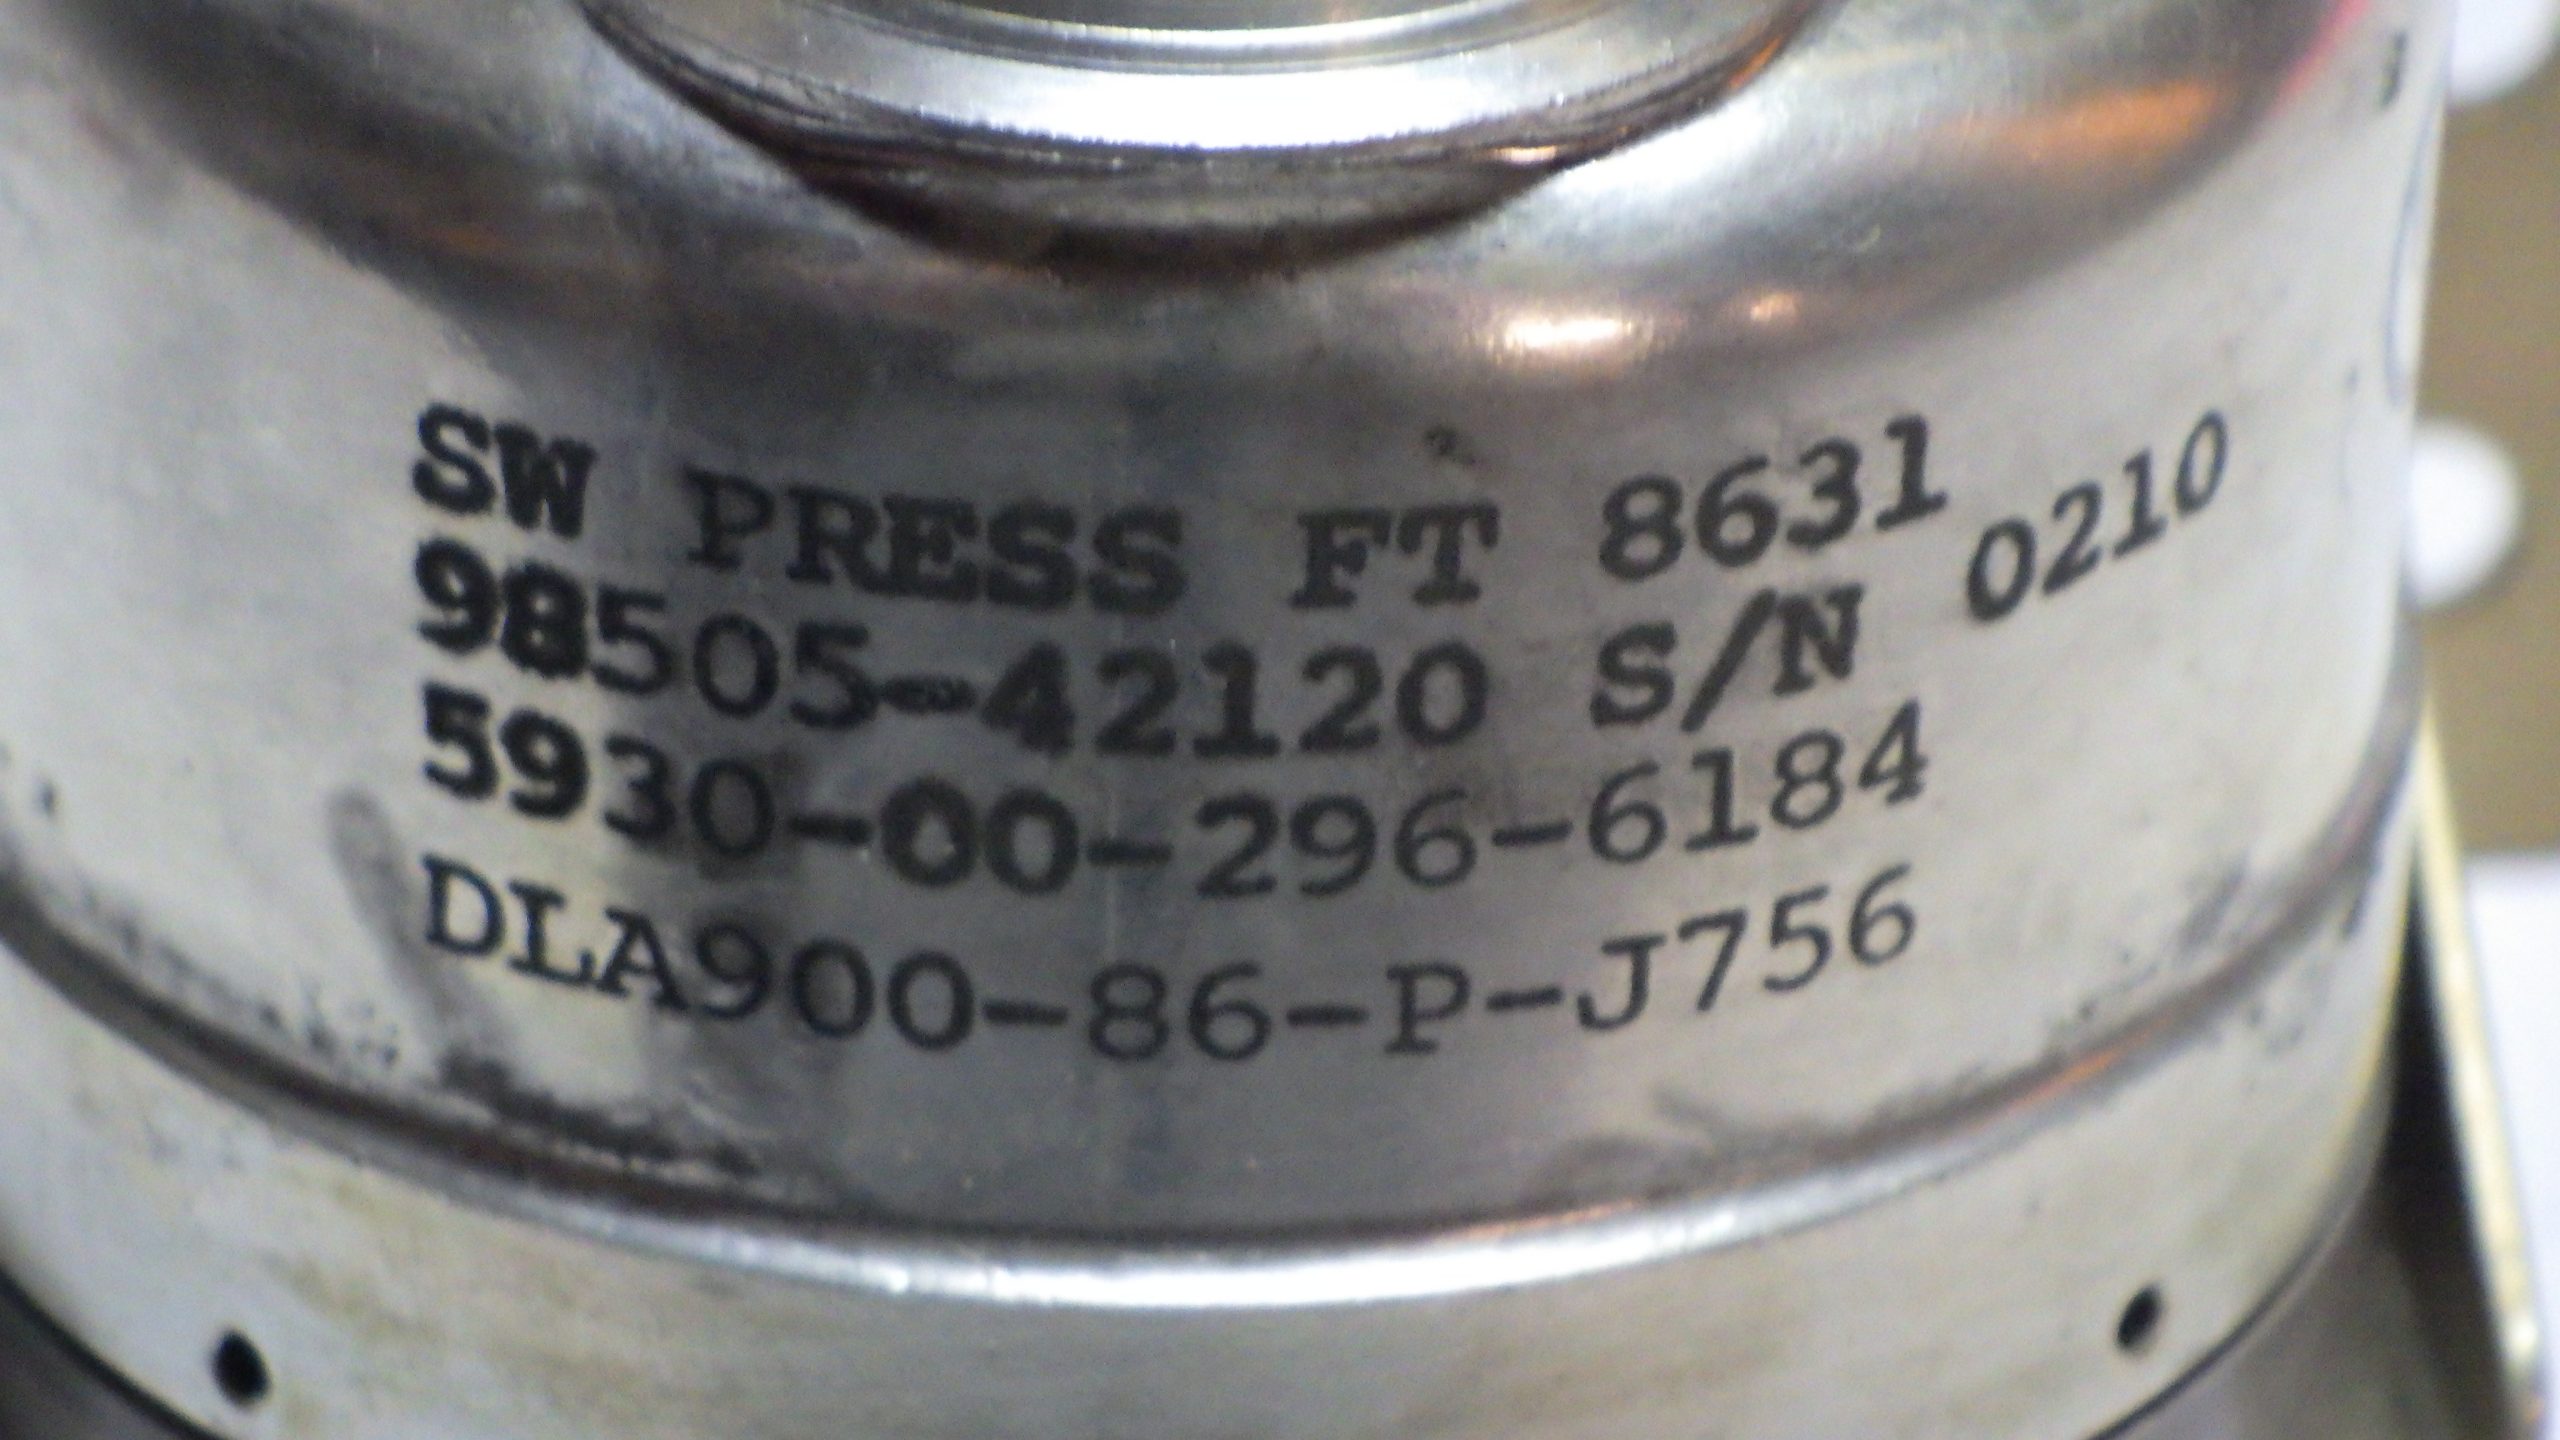 SW PRESS FT 8631
98505-42120 S/N 0210
5930-00-296-6184
DLA900-86-P-J756